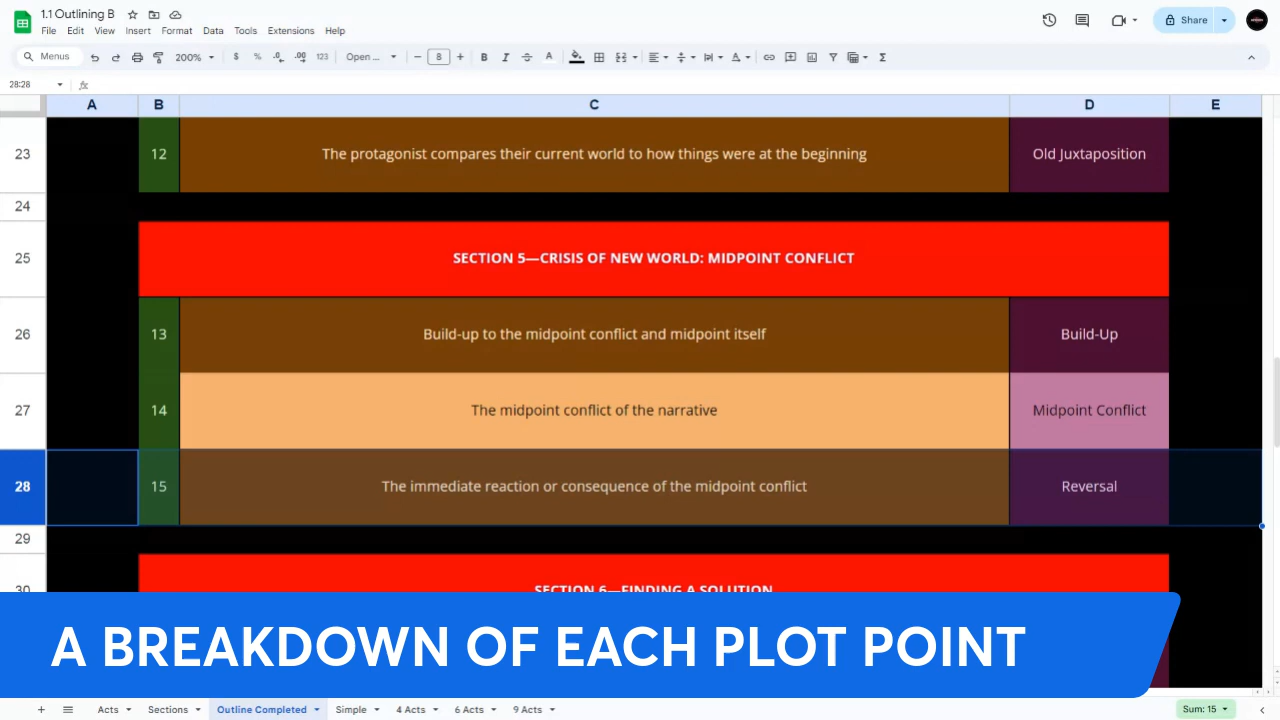 1.1 Outlining B
File Edit View Insert Format Data Tools Extensions Help
Share
Menus
200%
$ % .0 .00 123
Open ...
8
B I A
28:28
fx
A B C D E
23 12 The protagonist compares their current world to how things were at the beginning Old Juxtaposition
24
25 SECTION 5—CRISIS OF NEW WORLD: MIDPOINT CONFLICT
26 13 Build-up to the midpoint conflict and midpoint itself Build-Up
27 14 The midpoint conflict of the narrative Midpoint Conflict
28 15 The immediate reaction or consequence of the midpoint conflict Reversal
29
30 SECTION 6—FINDING A SOLUTION
A BREAKDOWN OF EACH PLOT POINT
Acts Sections Outline Completed Simple 4 Acts 6 Acts 9 Acts
Sum: 15